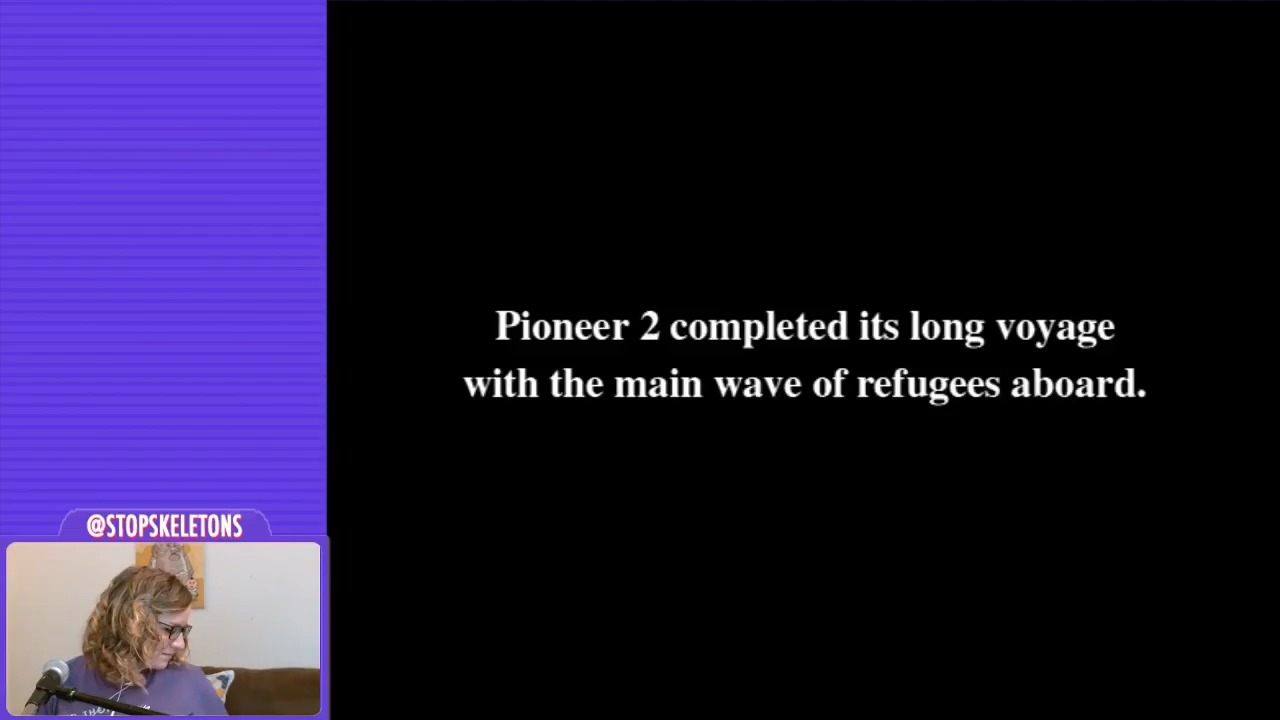 Pioneer 2 completed its long voyage
with the main wave of refugees aboard.
@STOPSKELETONS